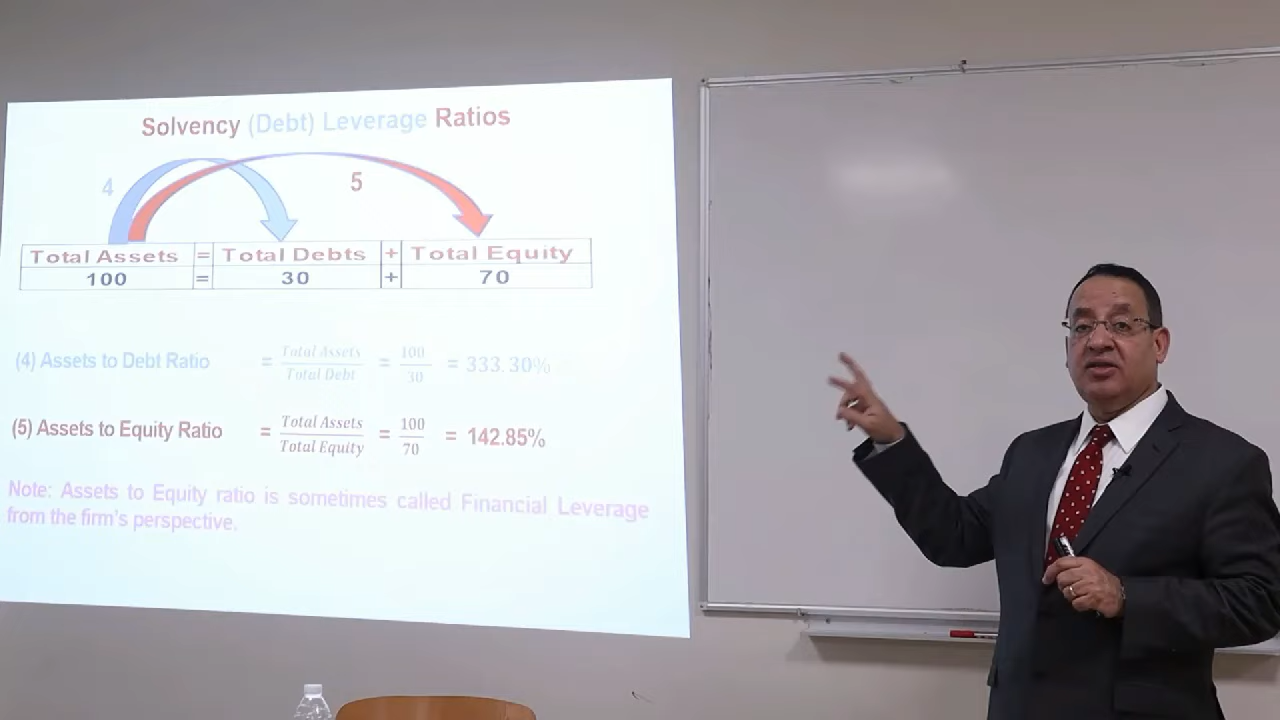 Solvency (Debt) Leverage Ratios
4
5
Total Assets = Total Debts + Total Equity
100 = 30 + 70
(4) Assets to Debt Ratio = Total Assets / Total Debt = 100 / 30 = 333.30%
(5) Assets to Equity Ratio = Total Assets / Total Equity = 100 / 70 = 142.85%
Note: Assets to Equity ratio is sometimes called Financial Leverage
from the firm's perspective.